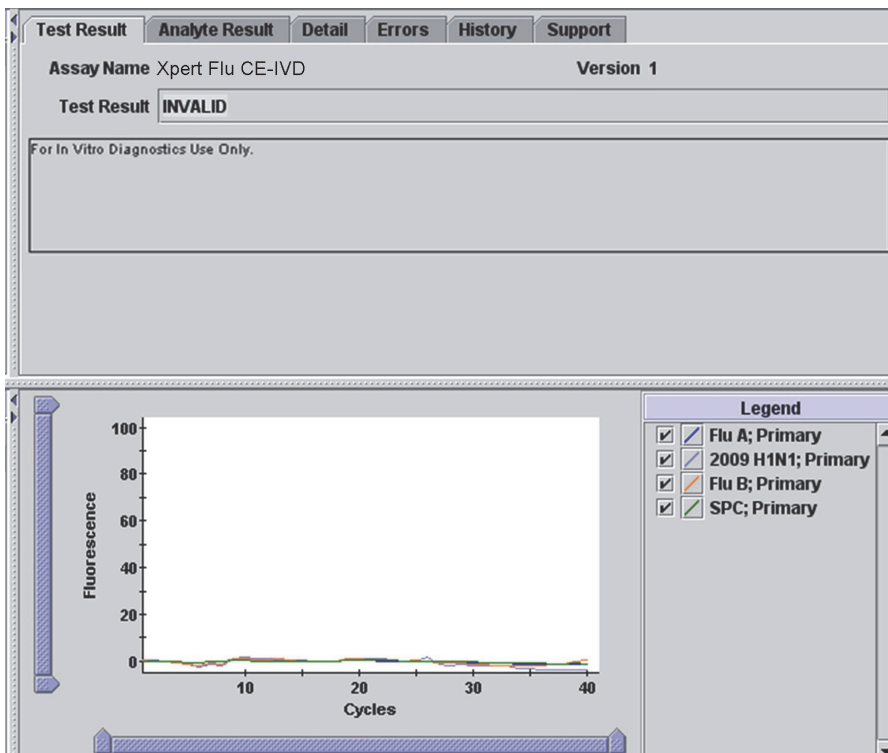 Test Result Analyte Result Detail Errors History Support
Assay Name Xpert Flu CE-IVD Version 1
Test Result INVALID
For In Vitro Diagnostics Use Only.
100
80
60
40
20
0
Fluorescence
10 20 30 40
Cycles
Legend
Flu A; Primary
2009 H1N1; Primary
Flu B; Primary
SPC; Primary